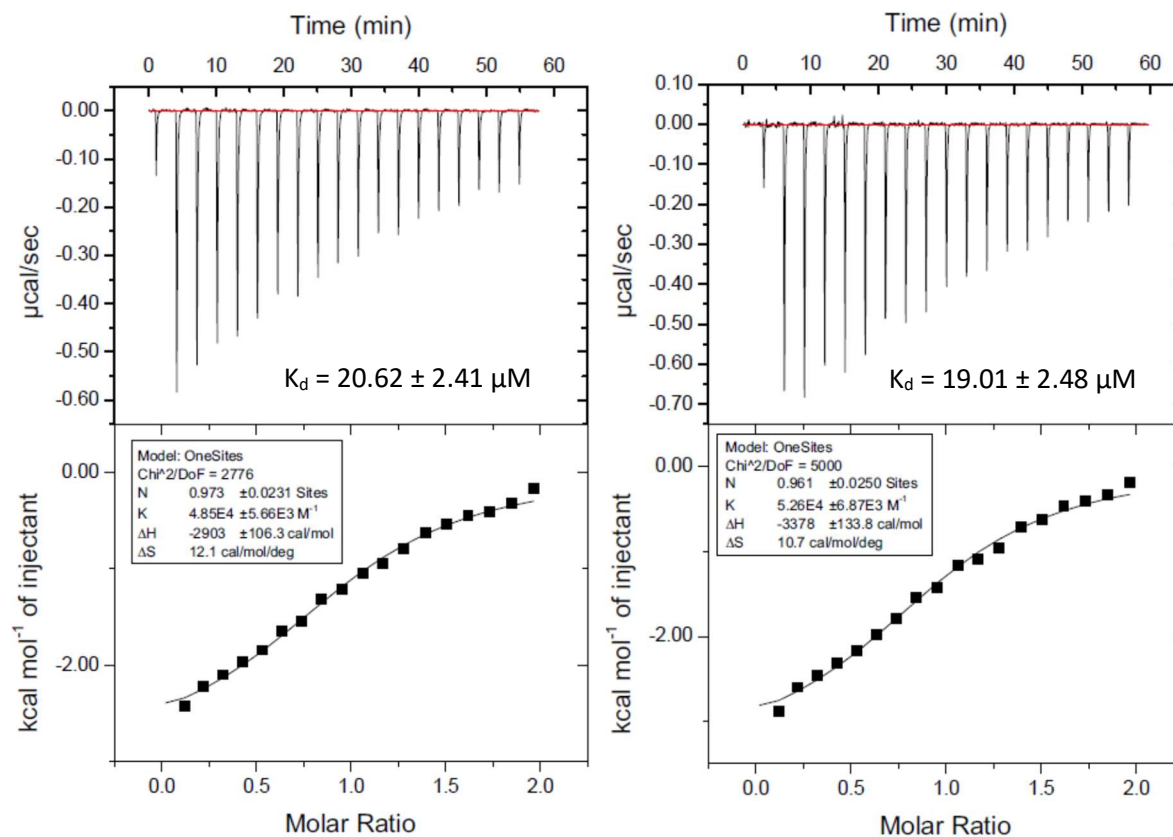 Time (min)
0 10 20 30 40 50 60
0.00
-0.10
-0.20
-0.30
-0.40
-0.50
-0.60
µcal/sec
K_d = 20.62 ± 2.41 µM
Model: OneSites
Chi^2/DoF = 2776
N 0.973 ±0.0231 Sites
K 4.85E4 ±5.66E3 M⁻¹
ΔH -2903 ±106.3 cal/mol
ΔS 12.1 cal/mol/deg
0.00
-2.00
kcal mol⁻¹ of injectant
0.0 0.5 1.0 1.5 2.0
Molar Ratio
Time (min)
0 10 20 30 40 50 60
0.10
0.00
-0.10
-0.20
-0.30
-0.40
-0.50
-0.60
-0.70
µcal/sec
K_d = 19.01 ± 2.48 µM
Model: OneSites
Chi^2/DoF = 5000
N 0.961 ±0.0250 Sites
K 5.26E4 ±6.87E3 M⁻¹
ΔH -3378 ±133.8 cal/mol
ΔS 10.7 cal/mol/deg
0.00
-2.00
kcal mol⁻¹ of injectant
0.0 0.5 1.0 1.5 2.0
Molar Ratio